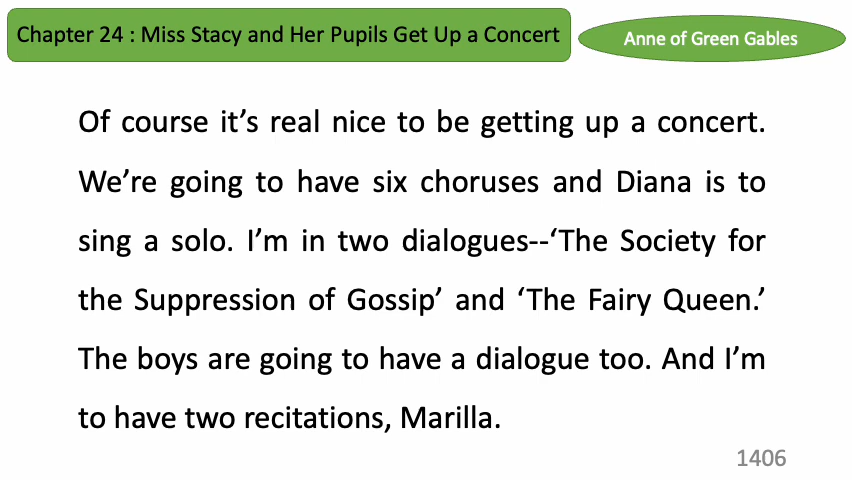 Chapter 24 : Miss Stacy and Her Pupils Get Up a Concert
Anne of Green Gables
Of course it’s real nice to be getting up a concert.
We’re going to have six choruses and Diana is to
sing a solo. I’m in two dialogues--‘The Society for
the Suppression of Gossip’ and ‘The Fairy Queen.’
The boys are going to have a dialogue too. And I’m
to have two recitations, Marilla.
1406